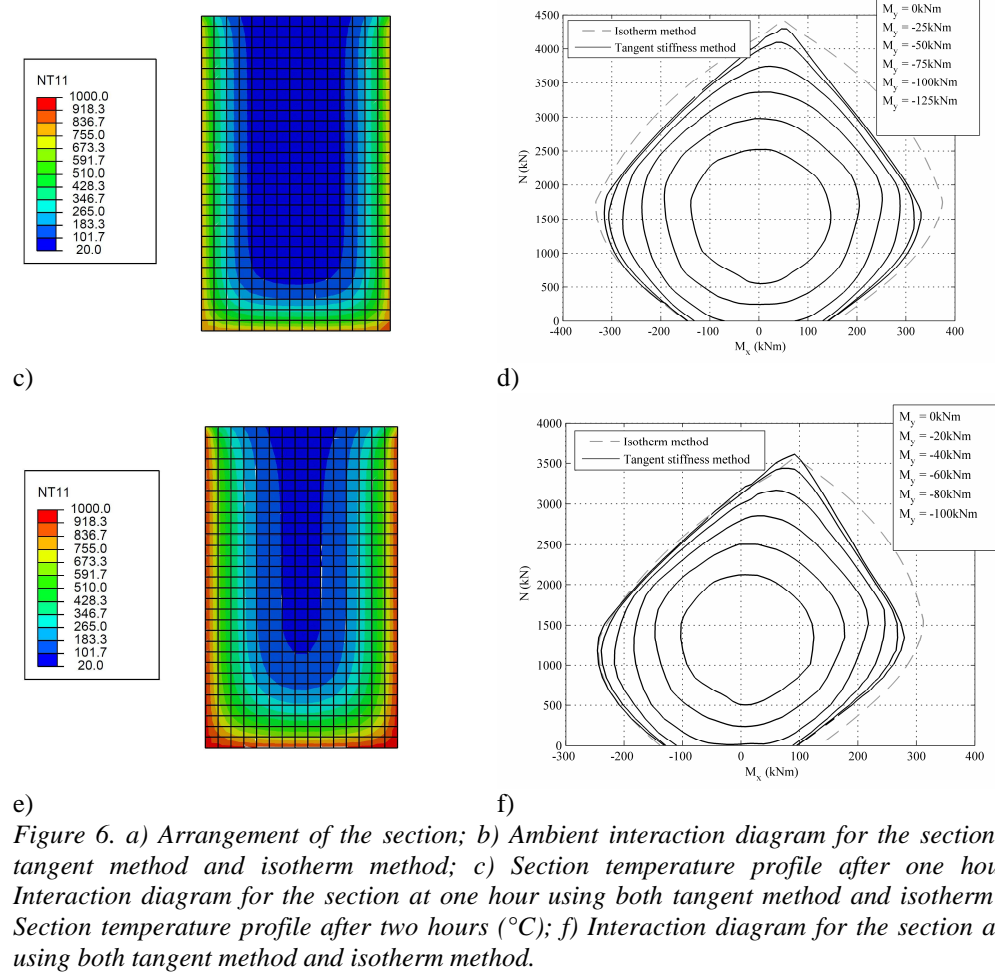 NT11
1000.0
918.3
836.7
755.0
673.3
591.7
510.0
428.3
346.7
265.0
183.3
101.7
20.0
Isotherm method
Tangent stiffness method
M_y = 0kNm
M_y = -25kNm
M_y = -50kNm
M_y = -75kNm
M_y = -100kNm
M_y = -125kNm
4500
4000
3500
3000
2500
2000
1500
1000
500
0
N (kN)
-400 -300 -200 -100 0 100 200 300 400
M_x (kNm)
c) d)
NT11
1000.0
918.3
836.7
755.0
673.3
591.7
510.0
428.3
346.7
265.0
183.3
101.7
20.0
Isotherm method
Tangent stiffness method
M_y = 0kNm
M_y = -20kNm
M_y = -40kNm
M_y = -60kNm
M_y = -80kNm
M_y = -100kNm
4000
3500
3000
2500
2000
1500
1000
500
0
N (kN)
-300 -200 -100 0 100 200 300 400
M_x (kNm)
e) f)
Figure 6. a) Arrangement of the section; b) Ambient interaction diagram for the section
tangent method and isotherm method; c) Section temperature profile after one hou
Interaction diagram for the section at one hour using both tangent method and isotherm
Section temperature profile after two hours (°C); f) Interaction diagram for the section a
using both tangent method and isotherm method.